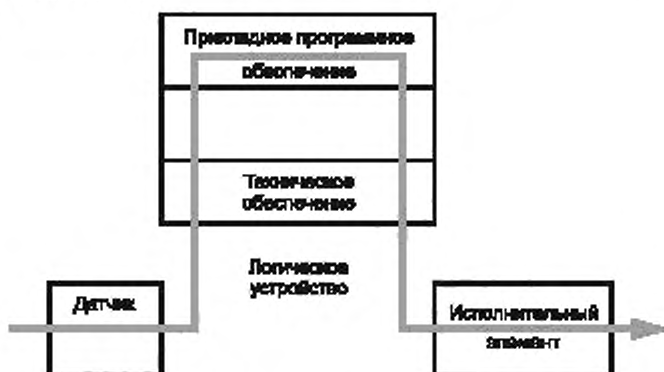 Прикладное программное
обеспечение
Техническое
обеспечение
Логическое
устройство
Датчик
Исполнительный
элемент